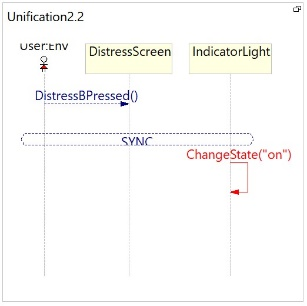 Unification2.2
User:Env
DistressScreen
IndicatorLight
DistressBPressed()
SYNC
ChangeState("on")